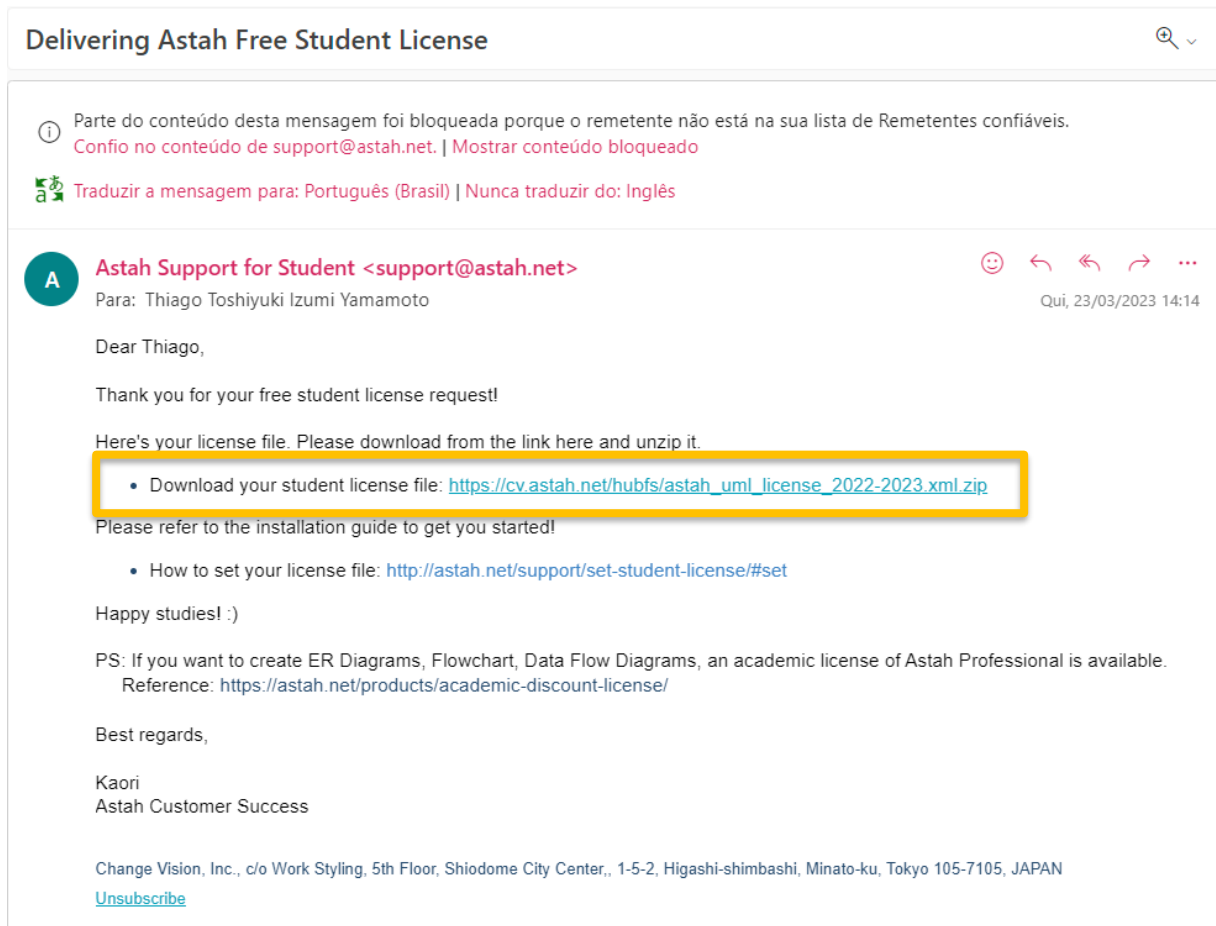 Delivering Astah Free Student License
Parte do conteúdo desta mensagem foi bloqueada porque o remetente não está na sua lista de Remetentes confiáveis.
Confio no conteúdo de support@astah.net. | Mostrar conteúdo bloqueado
Traduzir a mensagem para: Português (Brasil) | Nunca traduzir do: Inglês
A
Astah Support for Student <support@astah.net>
Para: Thiago Toshiyuki Izumi Yamamoto
Qui, 23/03/2023 14:14
Dear Thiago,
Thank you for your free student license request!
Here's your license file. Please download from the link here and unzip it.
• Download your student license file: https://cv.astah.net/hubfs/astah_uml_license_2022-2023.xml.zip
Please refer to the installation guide to get you started!
• How to set your license file: http://astah.net/support/set-student-license/#set
Happy studies! :)
PS: If you want to create ER Diagrams, Flowchart, Data Flow Diagrams, an academic license of Astah Professional is available.
Reference: https://astah.net/products/academic-discount-license/
Best regards,
Kaori
Astah Customer Success
Change Vision, Inc., c/o Work Styling, 5th Floor, Shiodome City Center,, 1-5-2, Higashi-shimbashi, Minato-ku, Tokyo 105-7105, JAPAN
Unsubscribe